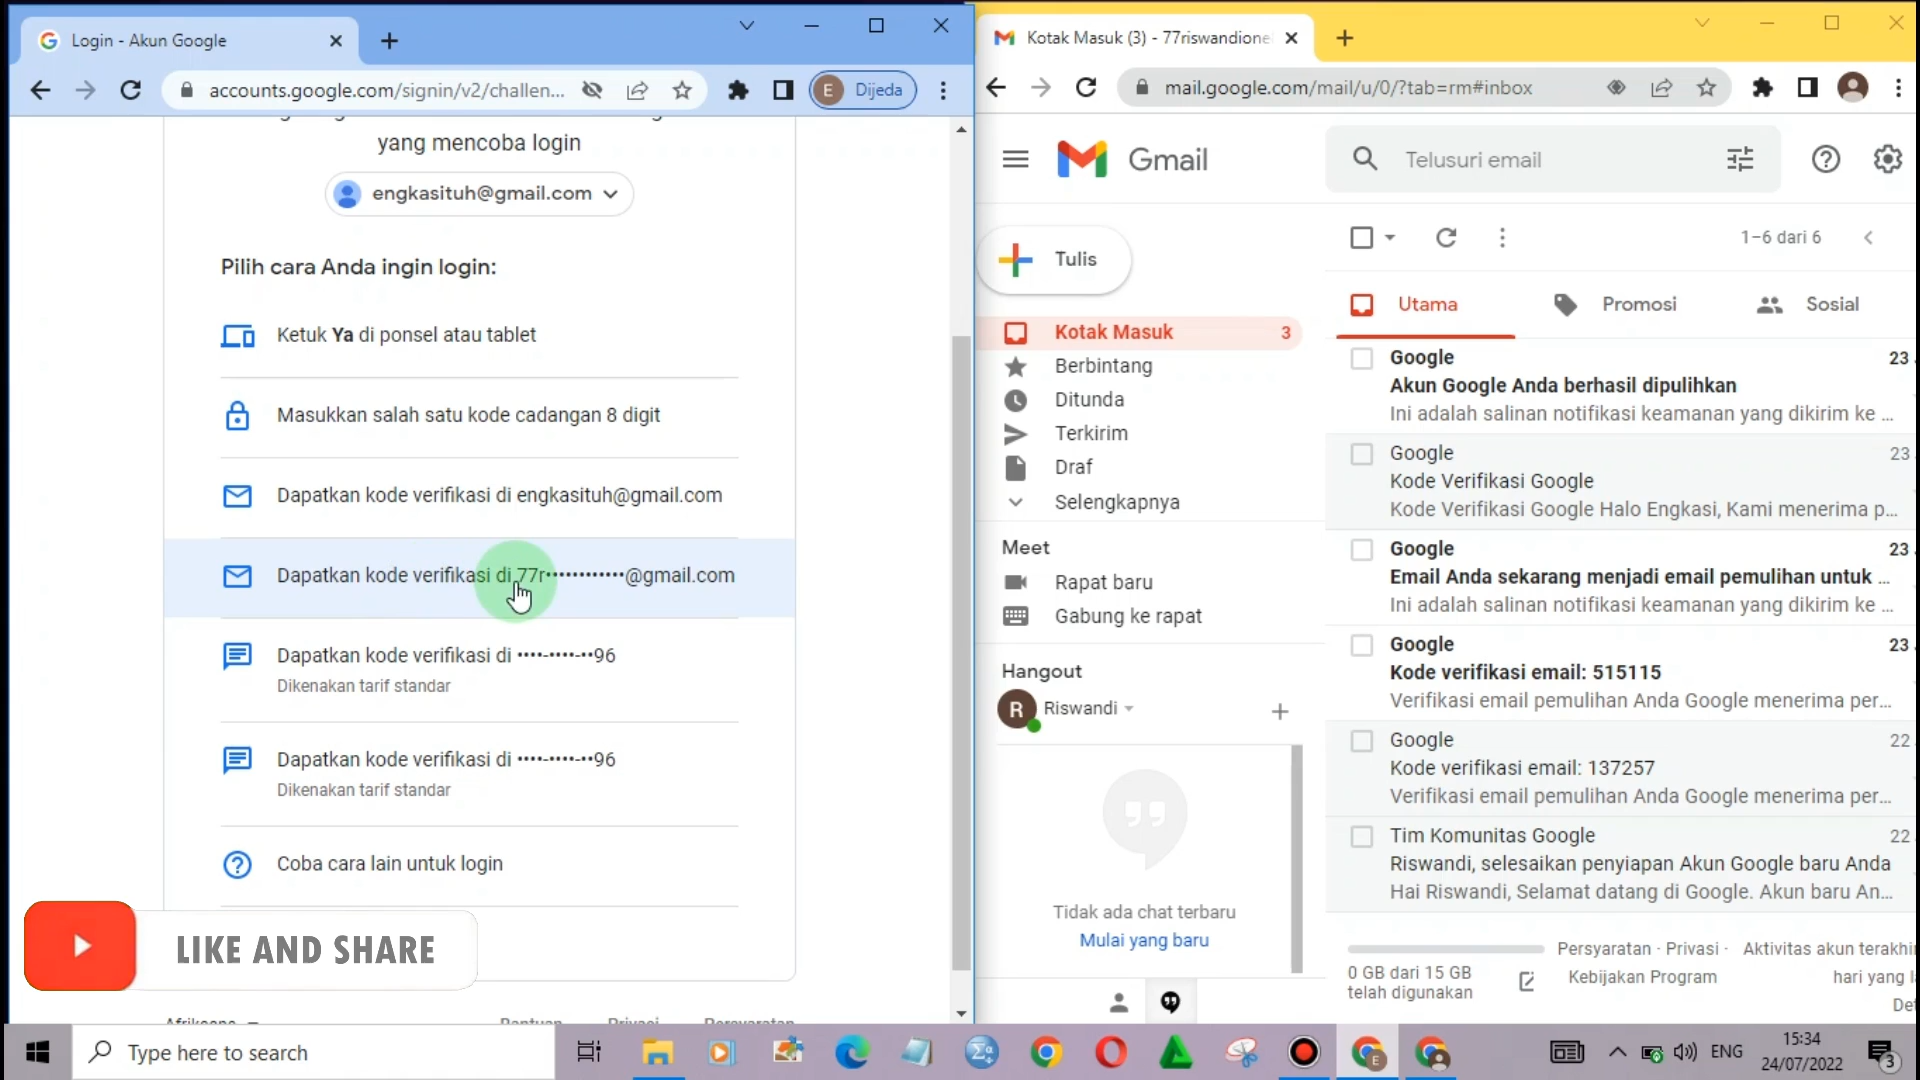 Login - Akun Google
accounts.google.com/signin/v2/challen...
E
Dijeda
yang mencoba login
engkasituh@gmail.com
Pilih cara Anda ingin login:
Ketuk Ya di ponsel atau tablet
Masukkan salah satu kode cadangan 8 digit
Dapatkan kode verifikasi di engkasituh@gmail.com
Dapatkan kode verifikasi di 77r••••••••••••@gmail.com
Dapatkan kode verifikasi di ••••-••••-••96
Dikenakan tarif standar
Dapatkan kode verifikasi di ••••-••••-••96
Dikenakan tarif standar
Coba cara lain untuk login
LIKE AND SHARE
Afrikaans
Bantuan
Privasi
Persyaratan
Kotak Masuk (3) - 77riswandione
mail.google.com/mail/u/0/?tab=rm#inbox
Gmail
Telusuri email
Tulis
1–6 dari 6
Kotak Masuk
3
Berbintang
Ditunda
Terkirim
Draf
Selengkapnya
Meet
Rapat baru
Gabung ke rapat
Hangout
R
Riswandi
Tidak ada chat terbaru
Mulai yang baru
Utama
Promosi
Sosial
Google
23
Akun Google Anda berhasil dipulihkan
Ini adalah salinan notifikasi keamanan yang dikirim ke ...
Google
23
Kode Verifikasi Google
Kode Verifikasi Google Halo Engkasi, Kami menerima p...
Google
23
Email Anda sekarang menjadi email pemulihan untuk ...
Ini adalah salinan notifikasi keamanan yang dikirim ke ...
Google
23
Kode verifikasi email: 515115
Verifikasi email pemulihan Anda Google menerima per...
Google
22
Kode verifikasi email: 137257
Verifikasi email pemulihan Anda Google menerima per...
Tim Komunitas Google
22
Riswandi, selesaikan penyiapan Akun Google baru Anda
Hai Riswandi, Selamat datang di Google. Akun baru An...
0 GB dari 15 GB
telah digunakan
Persyaratan · Privasi ·
Kebijakan Program
Aktivitas akun terakhi
hari yang l
Det
Type here to search
E
ENG
15:34
24/07/2022
3